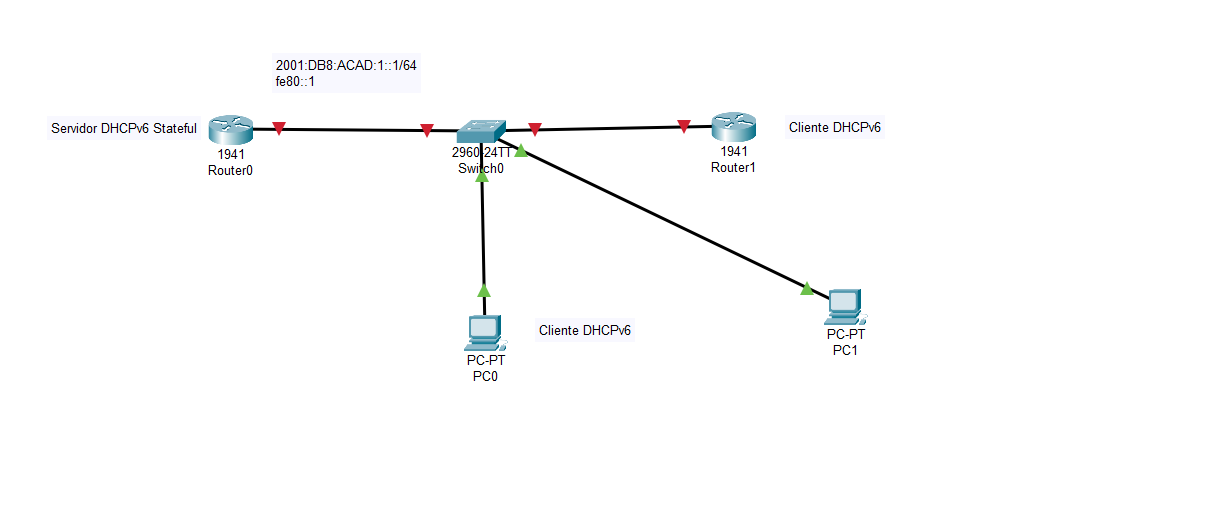 2001:DB8:ACAD:1::1/64
fe80::1
Servidor DHCPv6 Stateful
1941
Router0
2960-24TT
Switch0
1941
Router1
Cliente DHCPv6
PC-PT
PC0
Cliente DHCPv6
PC-PT
PC1